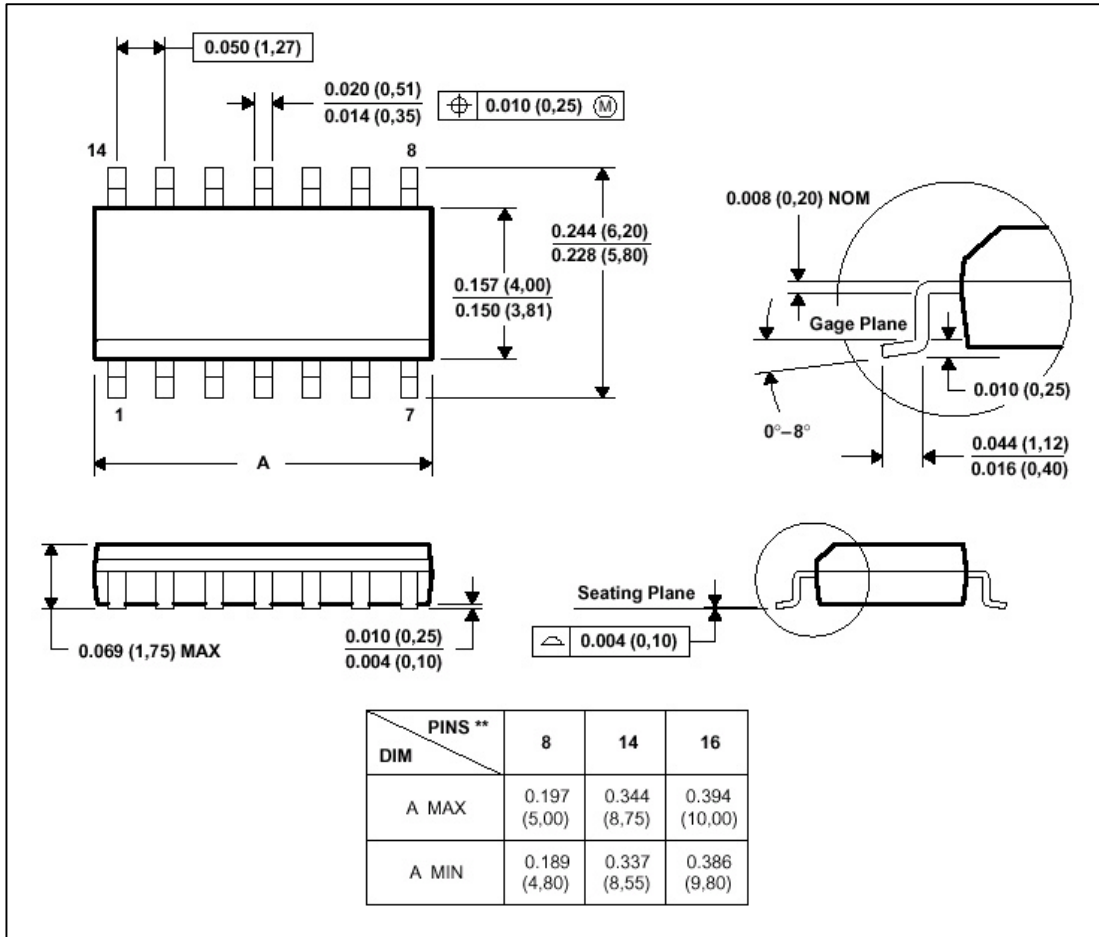 0.050 (1,27)
0.020 (0,51)
0.014 (0,35)
⌖ 0.010 (0,25) Ⓜ
14
8
0.244 (6,20)
0.228 (5,80)
0.157 (4,00)
0.150 (3,81)
1
7
A
0.008 (0,20) NOM
Gage Plane
0.010 (0,25)
0°–8°
0.044 (1,12)
0.016 (0,40)
0.069 (1,75) MAX
0.010 (0,25)
0.004 (0,10)
Seating Plane
⌓ 0.004 (0,10)
PINS ** 8 14 16
DIM
A MAX 0.197 (5,00) 0.344 (8,75) 0.394 (10,00)
A MIN 0.189 (4,80) 0.337 (8,55) 0.386 (9,80)